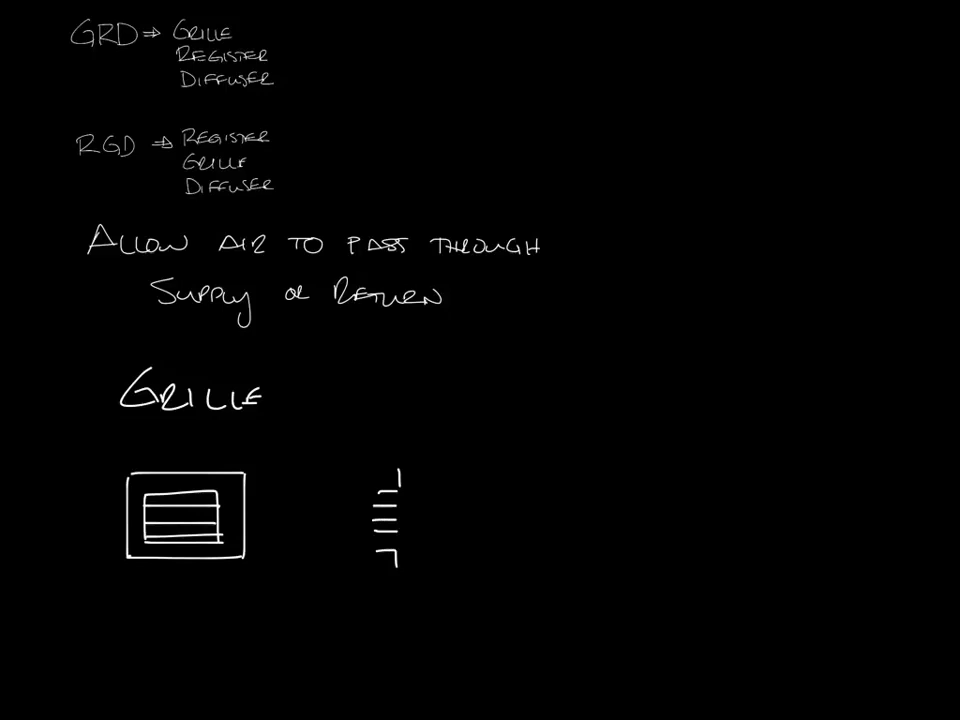 GRD ⇒ GRILLE
REGISTER
DIFFUSER
RGD ⇒ REGISTER
GRILLE
DIFFUSER
ALLOW AIR TO PASS THROUGH
SUPPLY OR RETURN
GRILLE